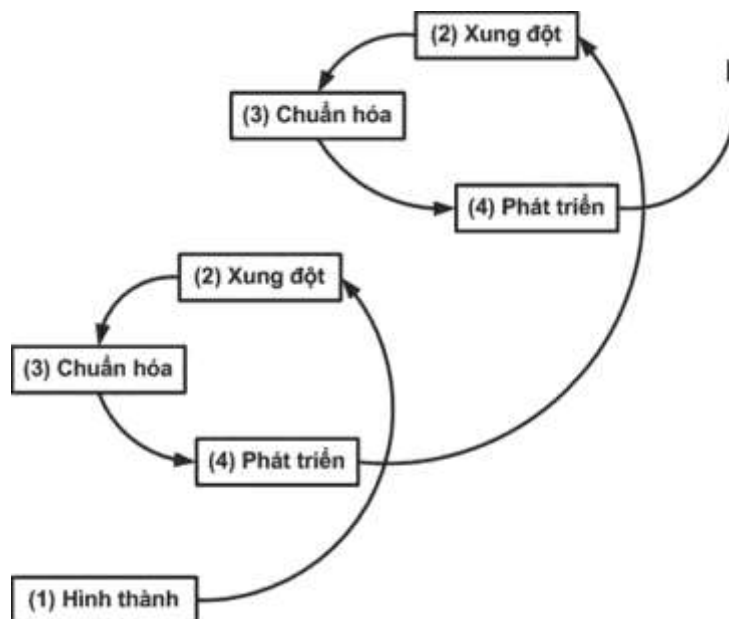 (2) Xung đột
(3) Chuẩn hóa
(4) Phát triển
(2) Xung đột
(3) Chuẩn hóa
(4) Phát triển
(1) Hình thành